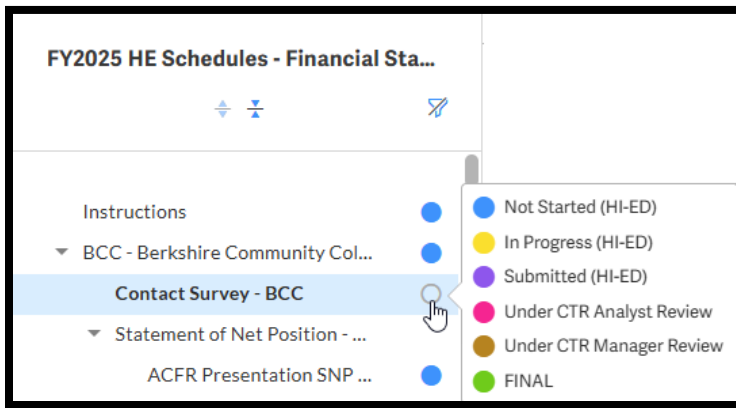 FY2025 HE Schedules - Financial Sta...
Instructions
BCC - Berkshire Community Col...
Contact Survey - BCC
Statement of Net Position - ...
ACFR Presentation SNP ...
Not Started (HI-ED)
In Progress (HI-ED)
Submitted (HI-ED)
Under CTR Analyst Review
Under CTR Manager Review
FINAL